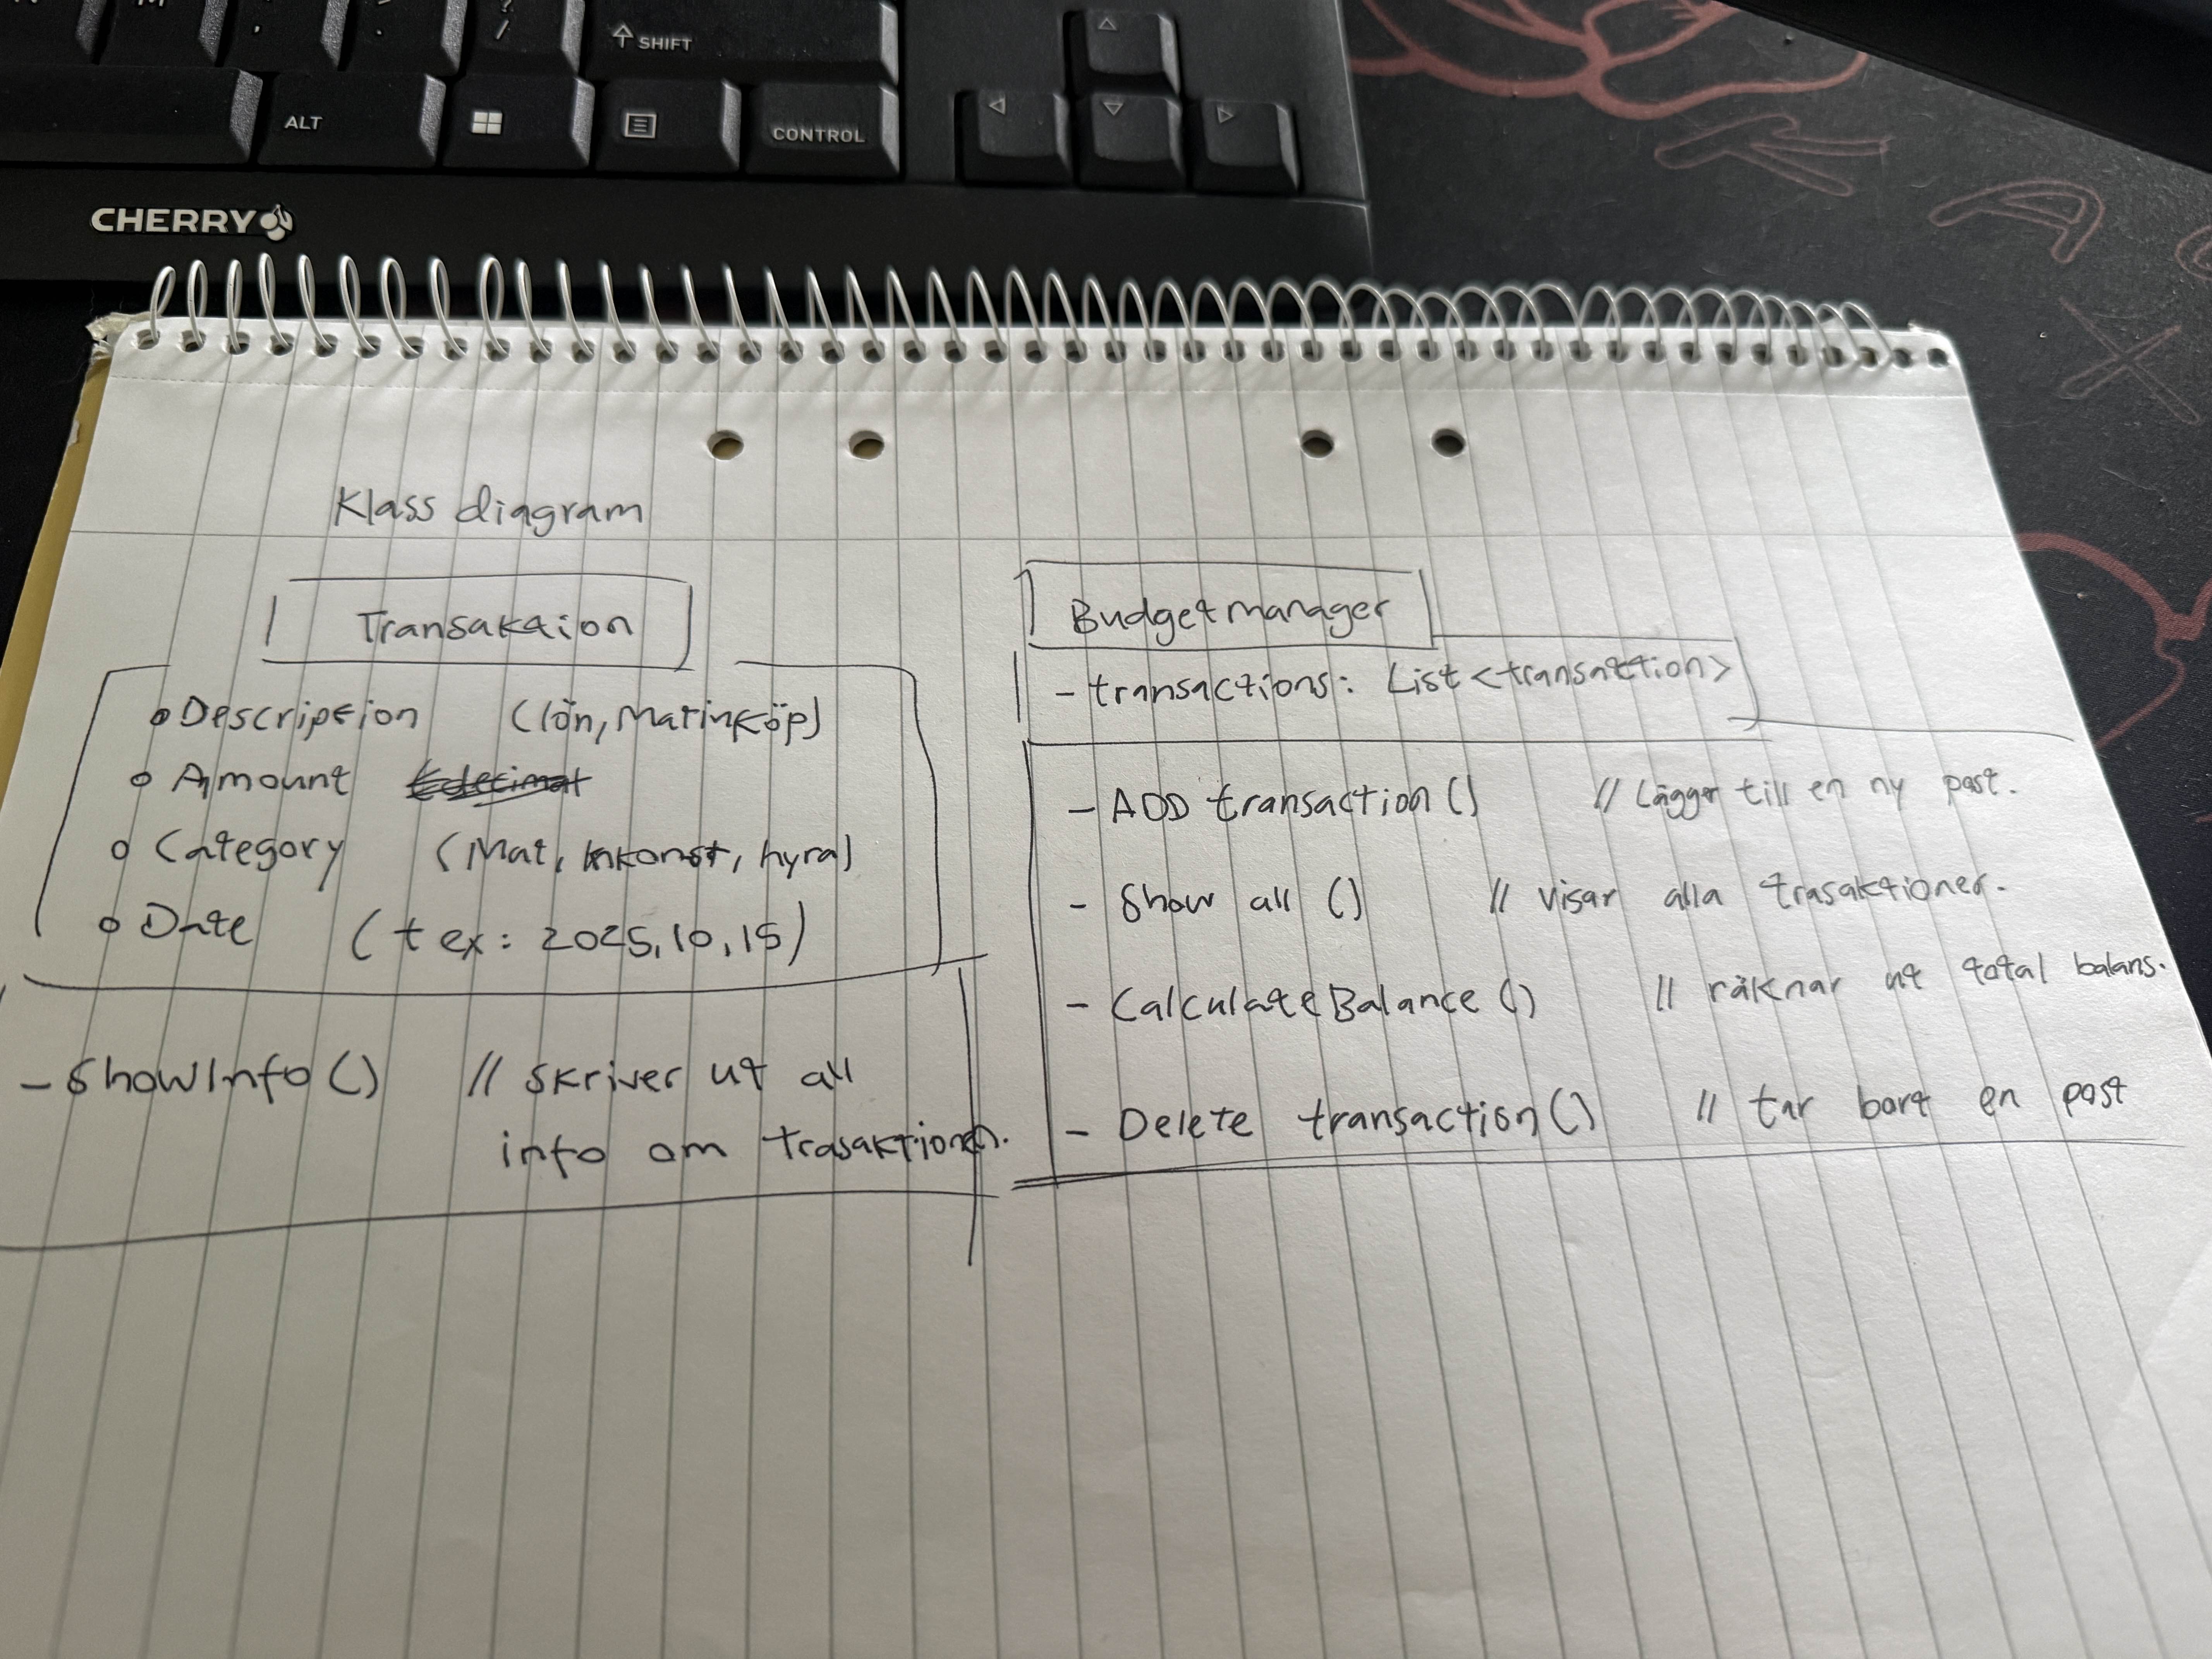 ?
/
SHIFT
ALT
CONTROL
CHERRY
Klass diagram
Transaktaion
Description (lön, Matinköp)
Amount
Category (Mat, Inkomst, hyra)
Date (t ex: 2025,10,15)
- ShowInfo() // skriver ut all
info om trasaktionen.
Budgetmanager
- transactions: List<transaction>
- ADD transaction() // Lägger till en ny post.
- Show all () // visar alla trasaktioner.
- CalculateBalance () // räknar ut total balans.
- Delete transaction() // tar bort en post